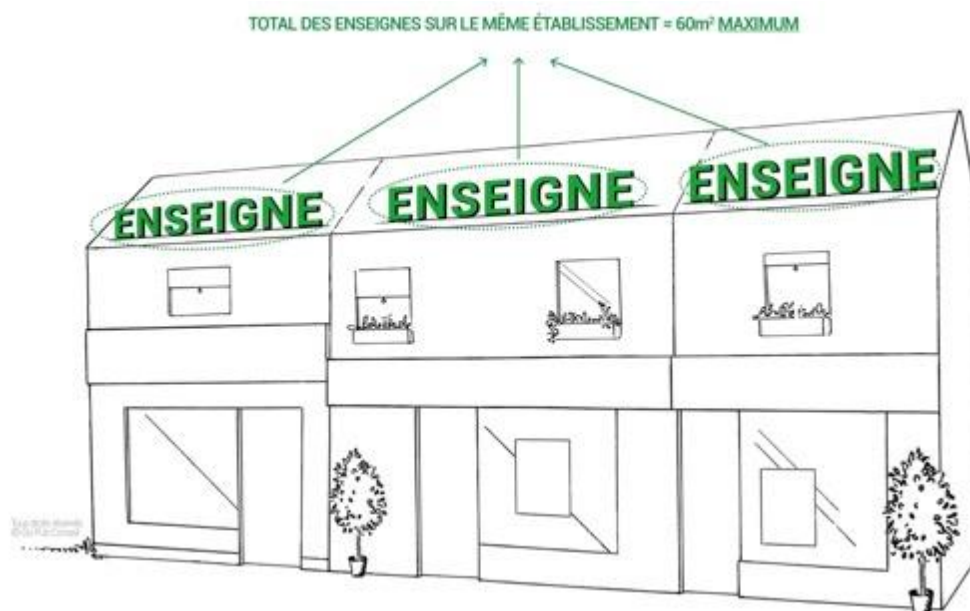 TOTAL DES ENSEIGNES SUR LE MÊME ÉTABLISSEMENT = 60m² MAXIMUM
ENSEIGNE
ENSEIGNE
ENSEIGNE